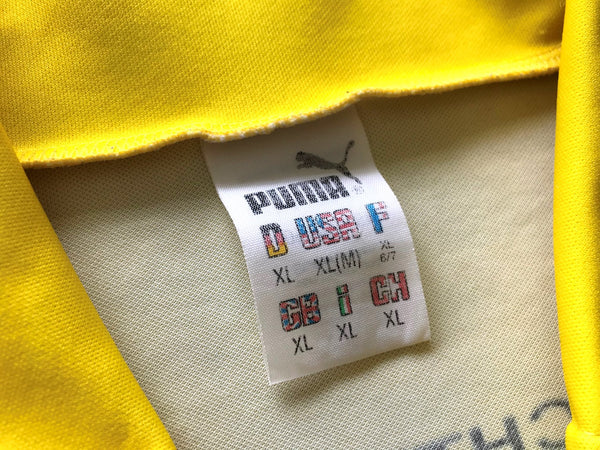 PUMA®
D USA F
XL XL(M) XL
6/7
GB i CH
XL XL XL